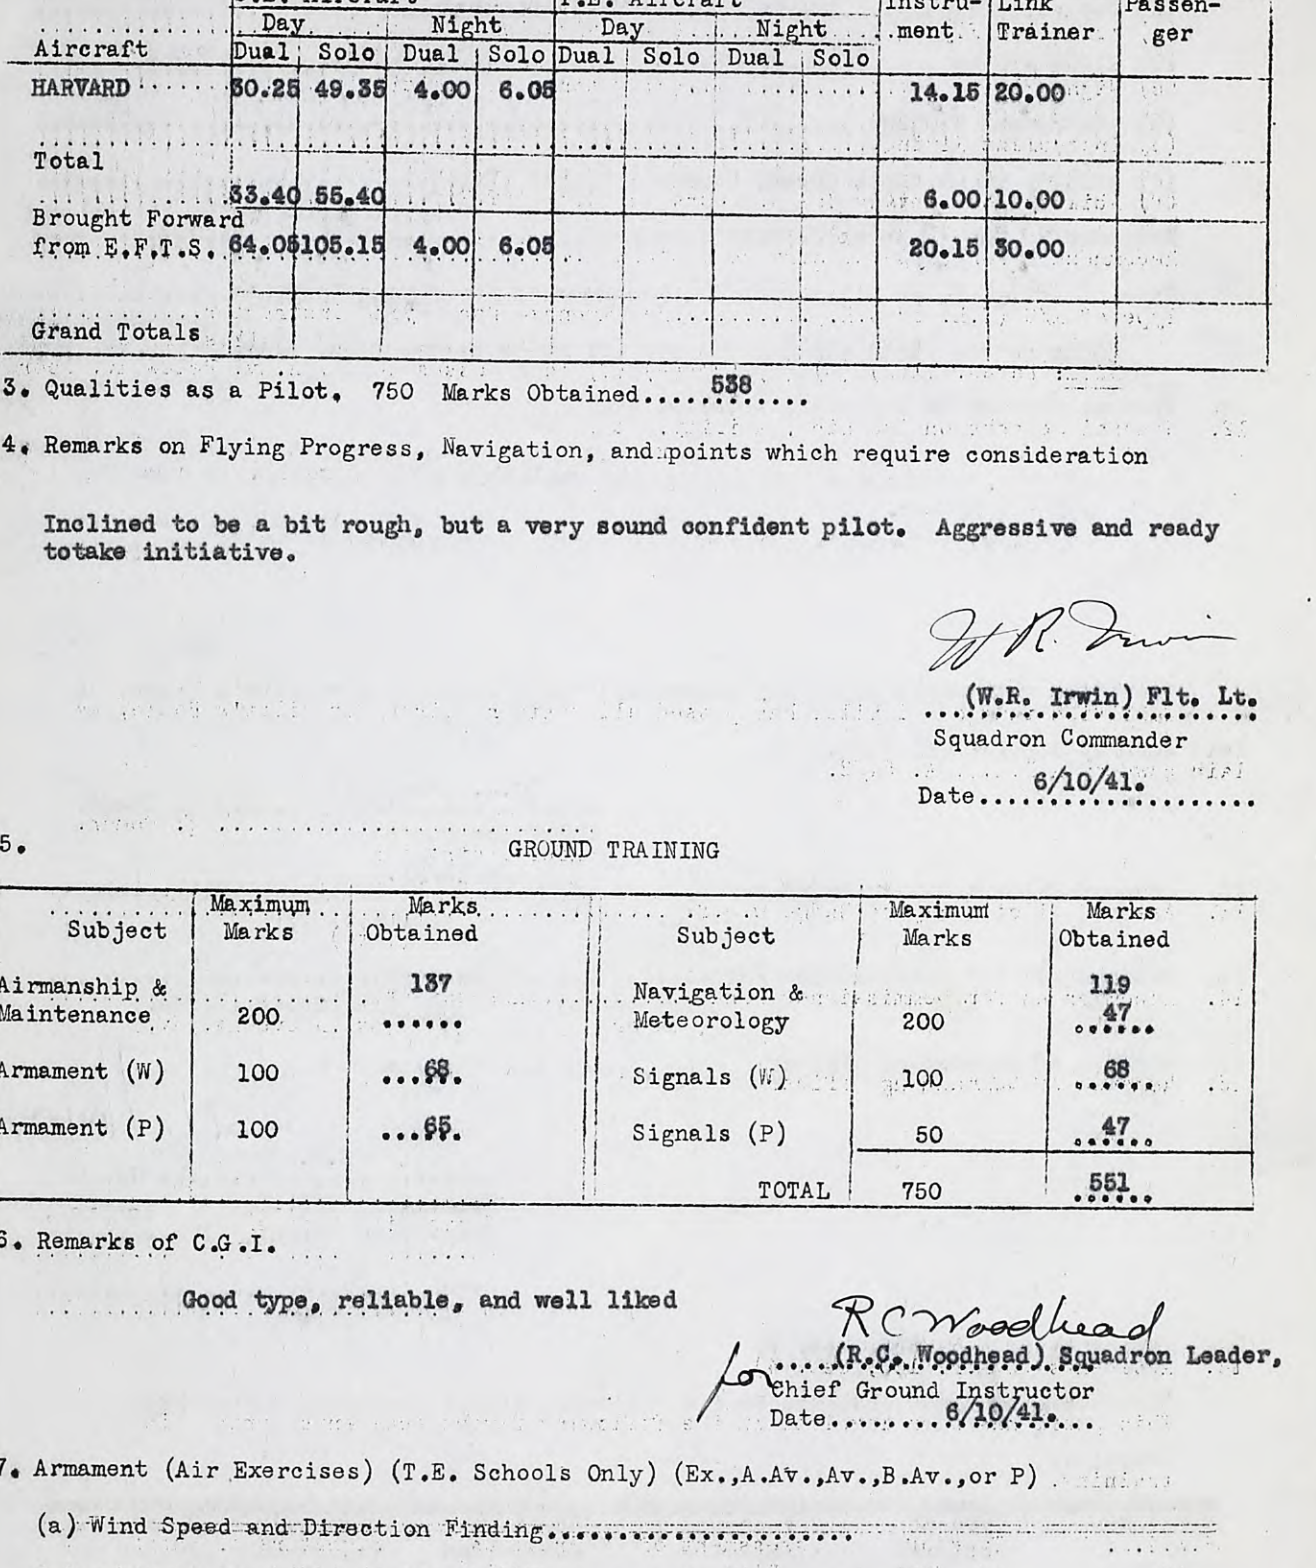 Instru- Link Passen-
Day Night Day Night ment Trainer ger
Aircraft Dual Solo Dual Solo Dual Solo Dual Solo
HARVARD 30.25 49.35 4.00 6.05 14.15 20.00
Total
33.40 55.40 6.00 10.00
Brought Forward
from E.F.T.S. 64.05 105.15 4.00 6.05 20.15 30.00
Grand Totals
3. Qualities as a Pilot. 750 Marks Obtained.....538.....
4. Remarks on Flying Progress, Navigation, and points which require consideration
Inclined to be a bit rough, but a very sound confident pilot. Aggressive and ready
totake initiative.
W R. Irwin
(W.R. Irwin) Flt. Lt.
Squadron Commander
Date....6/10/41.....
5. GROUND TRAINING
Maximum Marks Maximum Marks
Subject Marks Obtained Subject Marks Obtained
Airmanship & 137 Navigation & 119
Maintenance 200 ...... Meteorology 200 47
Armament (W) 100 ...68. Signals (W) 100 68
Armament (P) 100 ...65. Signals (P) 50 47
TOTAL 750 551
6. Remarks of C.G.I.
Good type, reliable, and well liked
R C Woodhead
for ....(R.C. Woodhead) Squadron Leader,
Chief Ground Instructor
Date........6/10/41....
7. Armament (Air Exercises) (T.E. Schools Only) (Ex.,A.Av.,Av.,B.Av.,or P)
(a) Wind Speed and Direction Finding......................